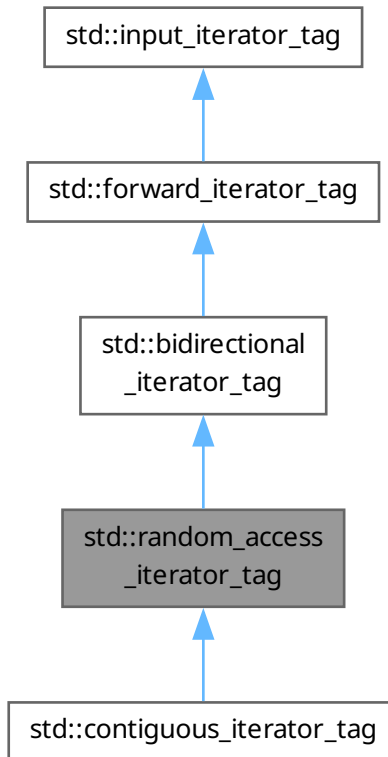 std::input_iterator_tag
std::forward_iterator_tag
std::bidirectional
_iterator_tag
std::random_access
_iterator_tag
std::contiguous_iterator_tag